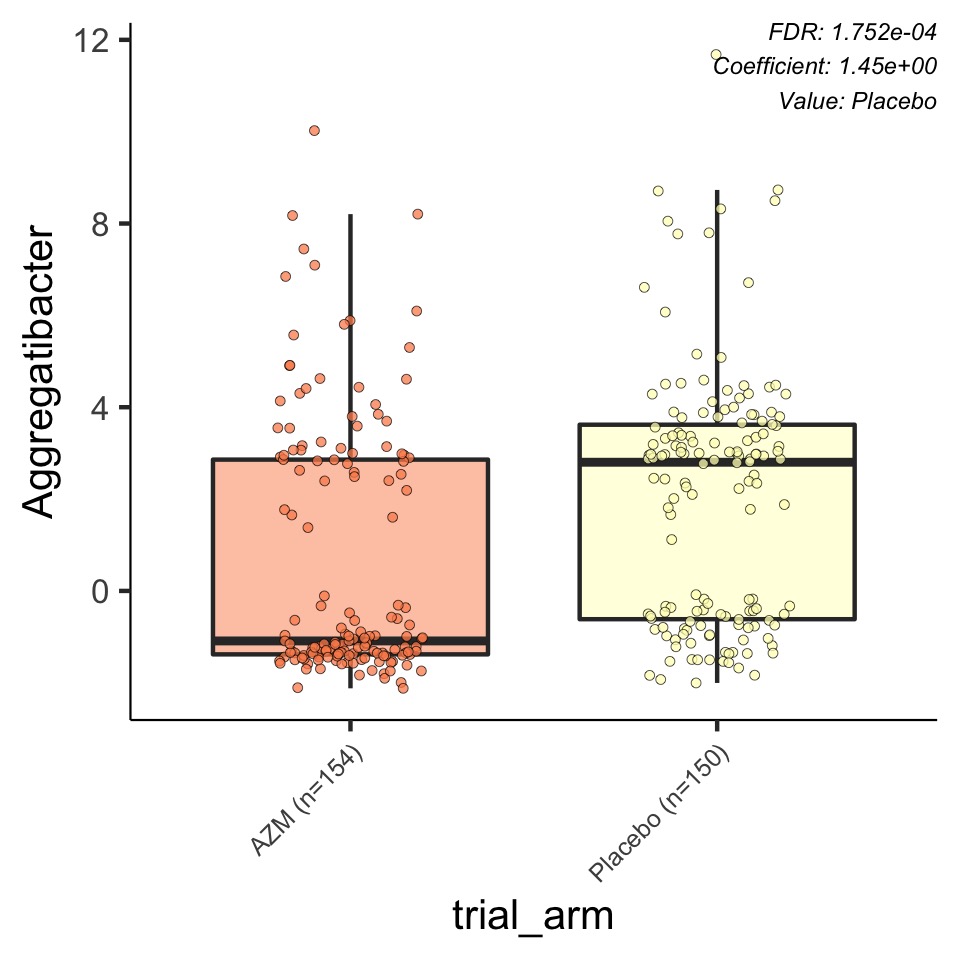 FDR: 1.752e-04
Coefficient: 1.45e+00
Value: Placebo
12
8
4
0
Aggregatibacter
AZM (n=154)
Placebo (n=150)
trial_arm